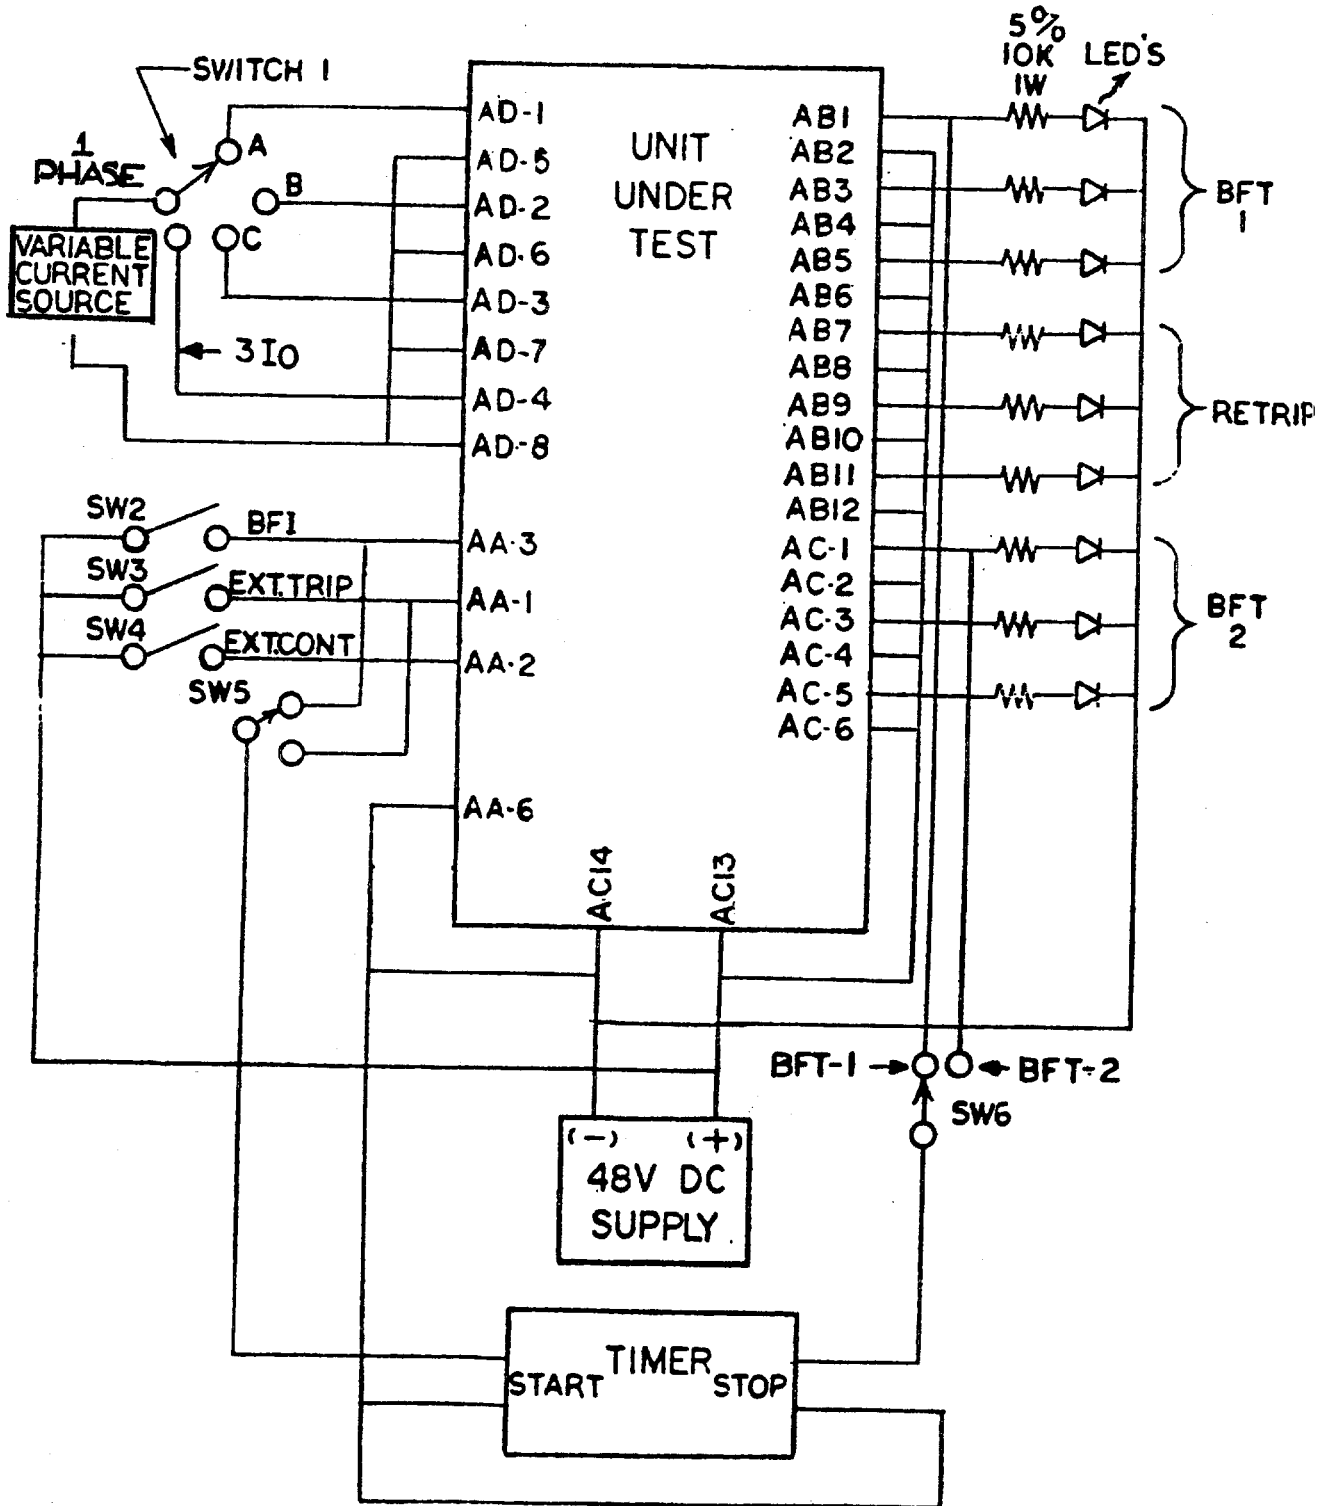 SWITCH 1
1
PHASE
A
B
C
VARIABLE
CURRENT
SOURCE
3I0
AD-1
AD-5
AD-2
AD-6
AD-3
AD-7
AD-4
AD-8
UNIT
UNDER
TEST
AB1
AB2
AB3
AB4
AB5
AB6
AB7
AB8
AB9
AB10
AB11
AB12
AC-1
AC-2
AC-3
AC-4
AC-5
AC-6
5%
10K
1W
LED'S
BFT
1
RETRIP
BFT
2
SW2
BFI
SW3
EXT.TRIP
SW4
EXT.CONT
SW5
AA-3
AA-1
AA-2
AA-6
AC14
AC13
BFT-1
BFT-2
SW6
(-) (+)
48V DC
SUPPLY
TIMER
START STOP